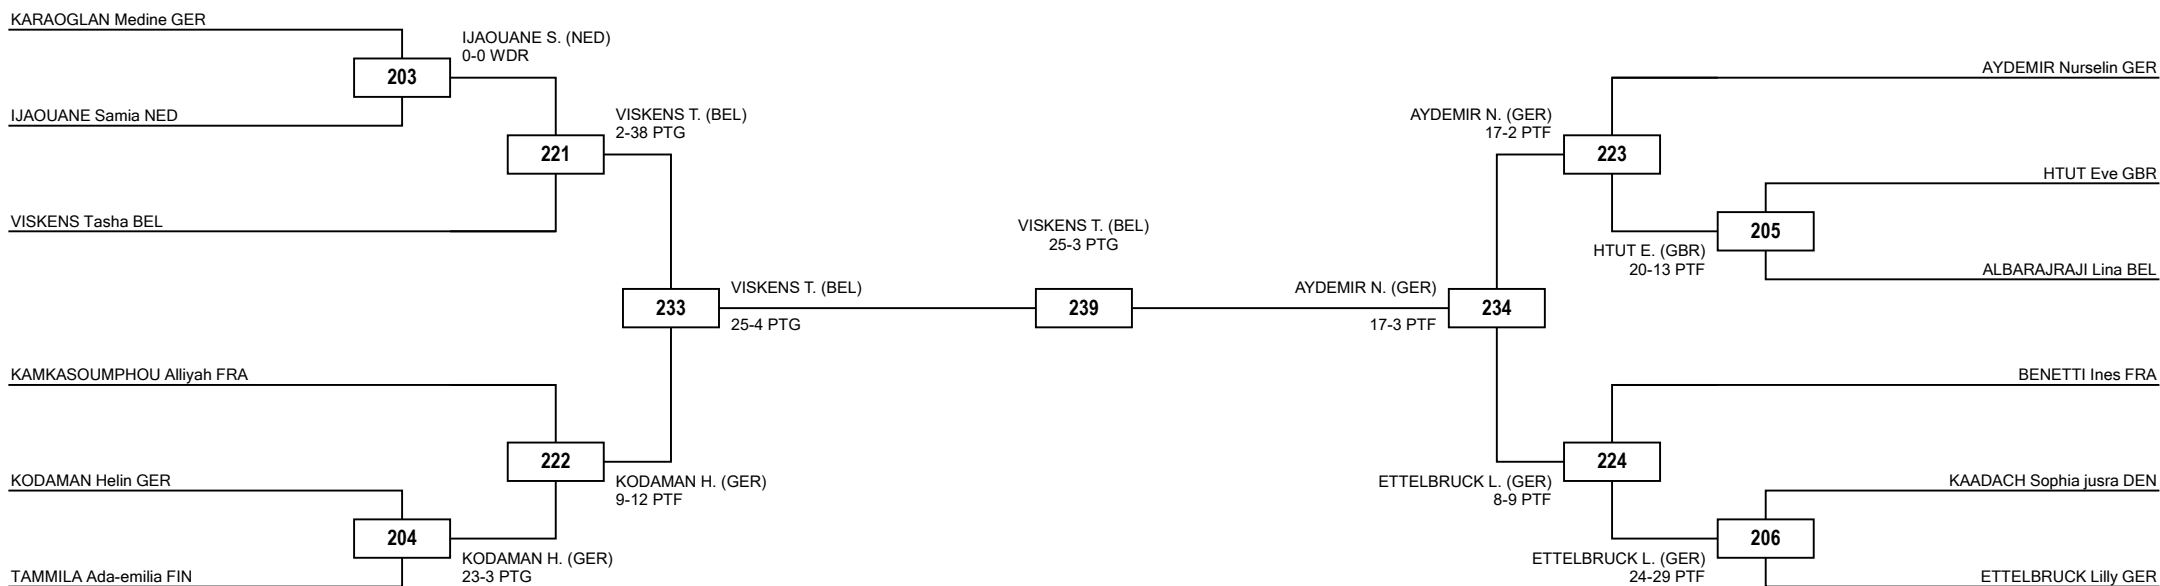 KARAOGLAN Medine GER
IJAOUANE S. (NED)
0-0 WDR
203
IJAOUANE Samia NED
VISKENS T. (BEL)
2-38 PTG
221
VISKENS Tasha BEL
VISKENS T. (BEL)
25-4 PTG
233
KAMKASOUMPHOU Alliyah FRA
222
KODAMAN H. (GER)
9-12 PTF
KODAMAN Helin GER
204
KODAMAN H. (GER)
23-3 PTG
TAMMILA Ada-emilia FIN
VISKENS T. (BEL)
25-3 PTG
239
AYDEMIR Nurselin GER
AYDEMIR N. (GER)
17-2 PTF
223
HTUT Eve GBR
205
HTUT E. (GBR)
20-13 PTF
ALBARAJRAJI Lina BEL
AYDEMIR N. (GER)
17-3 PTF
234
BENETTI Ines FRA
224
ETTELBRUCK L. (GER)
8-9 PTF
KAADACH Sophia jusra DEN
206
ETTELBRUCK L. (GER)
24-29 PTF
ETTELBRUCK Lilly GER